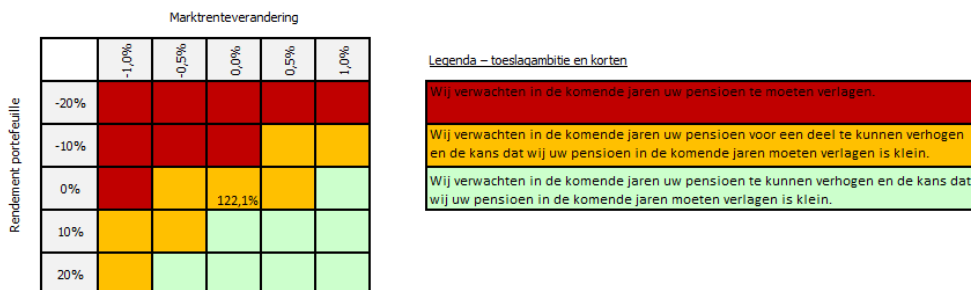 Marktrenteverandering
-1,0%
-0,5%
0,0%
0,5%
1,0%
Rendement portefeuille
-20%
-10%
0%
122,1%
10%
20%
Legenda – toeslagambitie en korten
Wij verwachten in de komende jaren uw pensioen te moeten verlagen.
Wij verwachten in de komende jaren uw pensioen voor een deel te kunnen verhogen
en de kans dat wij uw pensioen in de komende jaren moeten verlagen is klein.
Wij verwachten in de komende jaren uw pensioen te kunnen verhogen en de kans dat
wij uw pensioen in de komende jaren moeten verlagen is klein.